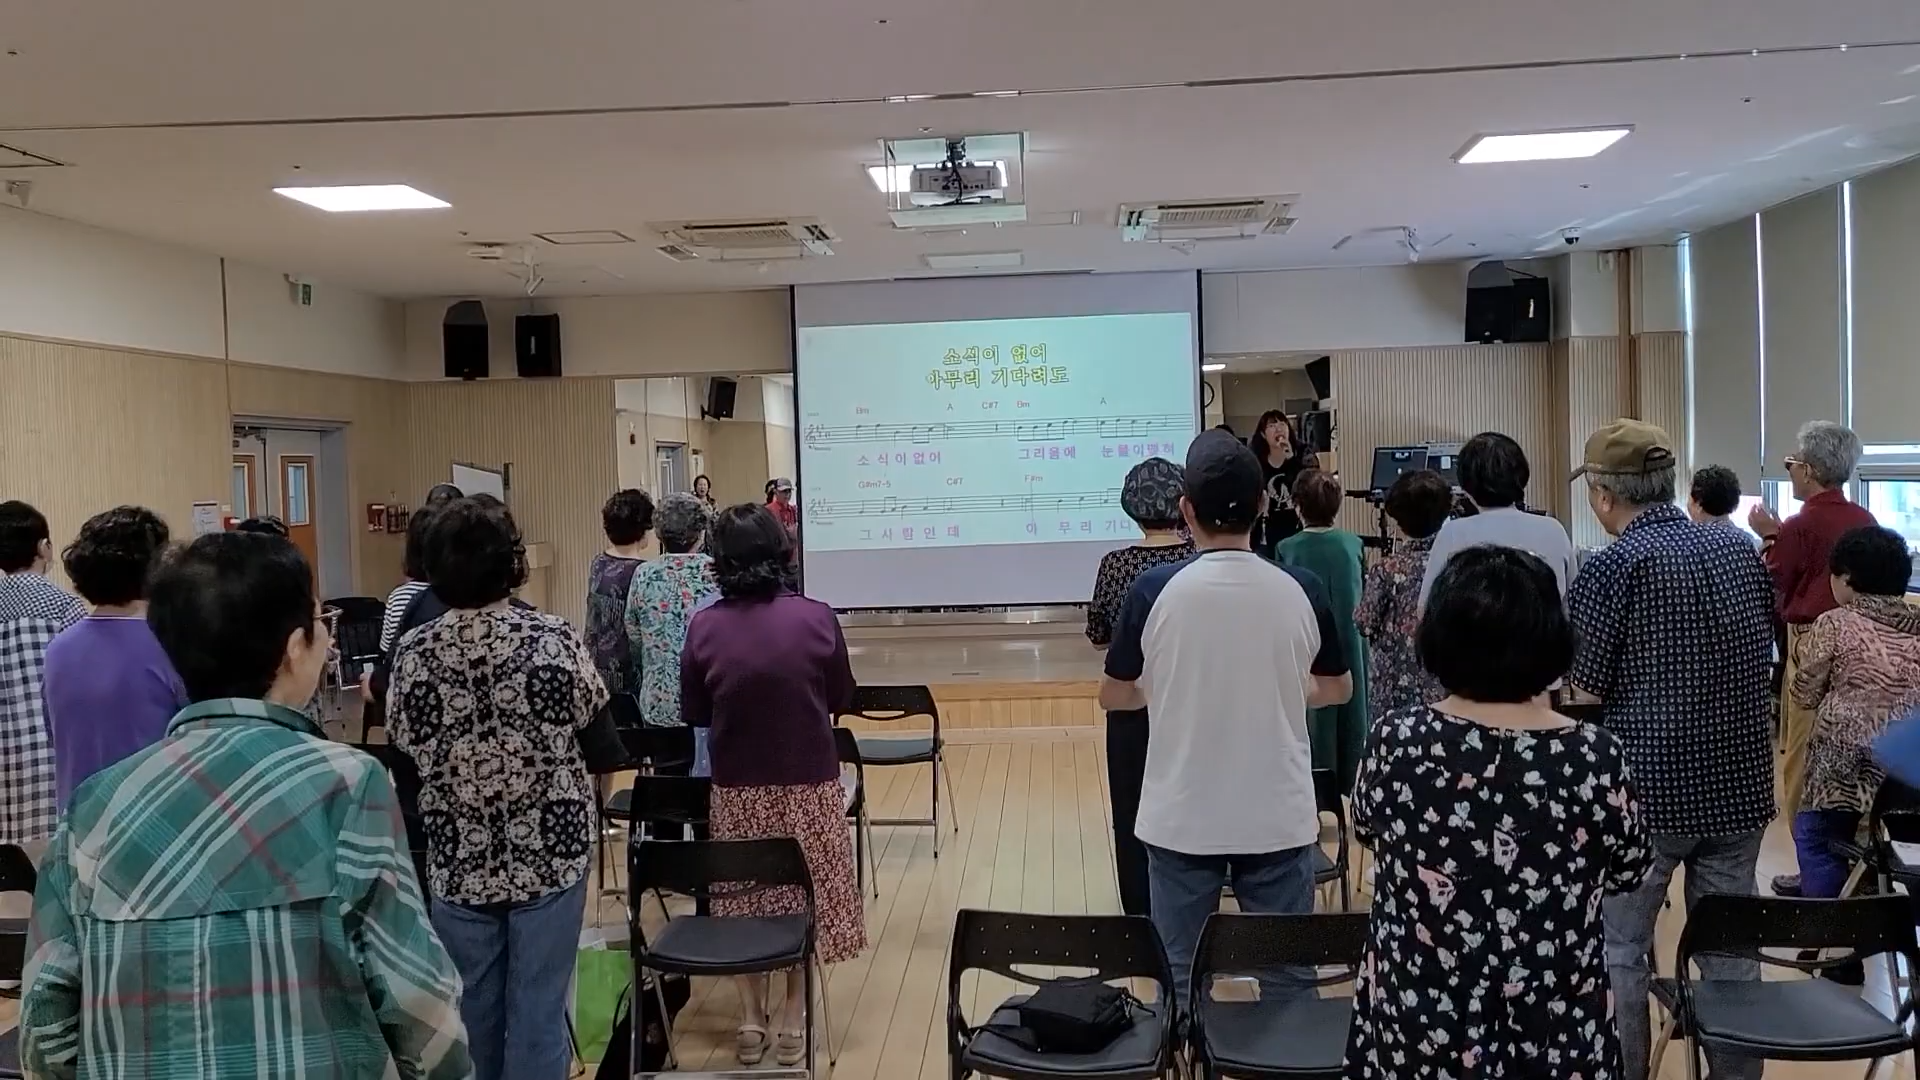 소식이 없어
아무리 기다려도
Bm A C#7 Bm A
소식이없어 그리움에 눈물이맺혀
G#m7-5 C#7 F#m
그사람인데 아무리기다